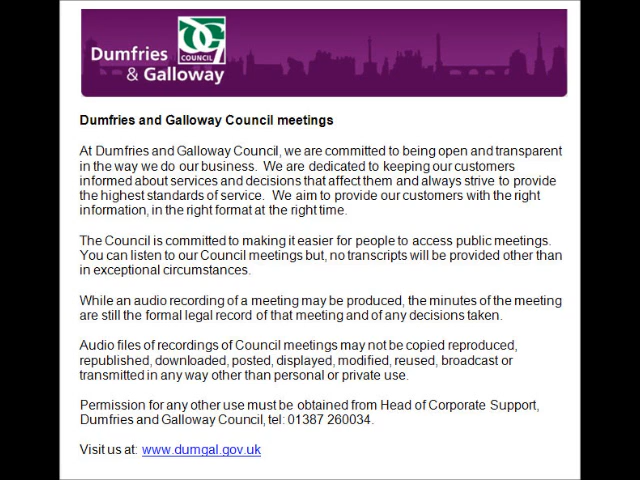 Dumfries
COUNCIL
& Galloway
Dumfries and Galloway Council meetings
At Dumfries and Galloway Council, we are committed to being open and transparent
in the way we do our business. We are dedicated to keeping our customers
informed about services and decisions that affect them and always strive to provide
the highest standards of service. We aim to provide our customers with the right
information, in the right format at the right time.
The Council is committed to making it easier for people to access public meetings.
You can listen to our Council meetings but, no transcripts will be provided other than
in exceptional circumstances.
While an audio recording of a meeting may be produced, the minutes of the meeting
are still the formal legal record of that meeting and of any decisions taken.
Audio files of recordings of Council meetings may not be copied reproduced,
republished, downloaded, posted, displayed, modified, reused, broadcast or
transmitted in any way other than personal or private use.
Permission for any other use must be obtained from Head of Corporate Support,
Dumfries and Galloway Council, tel: 01387 260034.
Visit us at: www.dumgal.gov.uk